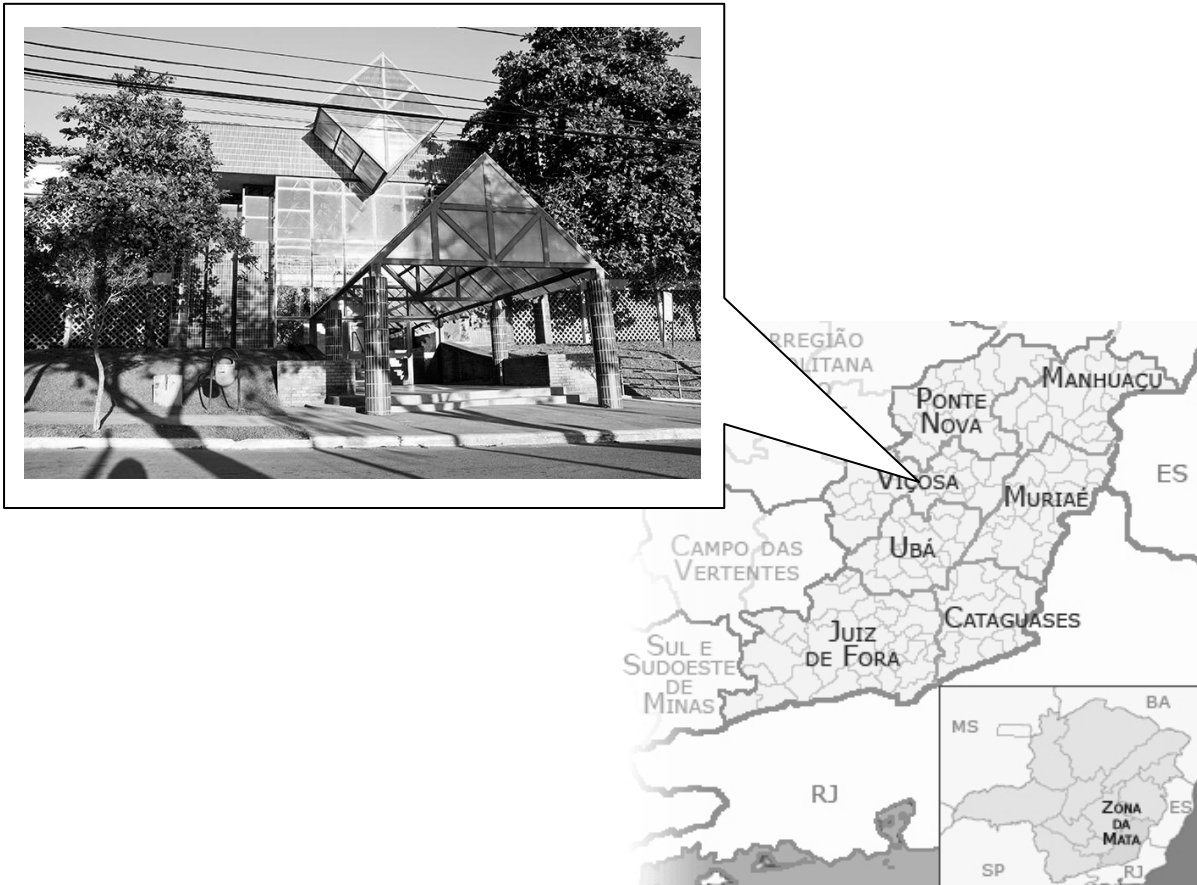 RREGIÃO
LITANA
MANHUAÇU
PONTE
NOVA
ES
VIÇOSA
MURIAÉ
UBÁ
CAMPO DAS
VERTENTES
CATAGUASES
JUIZ
DE FORA
SUL E
SUDOESTE
DE
MINAS
RJ
BA
MS
ZONA
DA
MATA
ES
SP
RJ